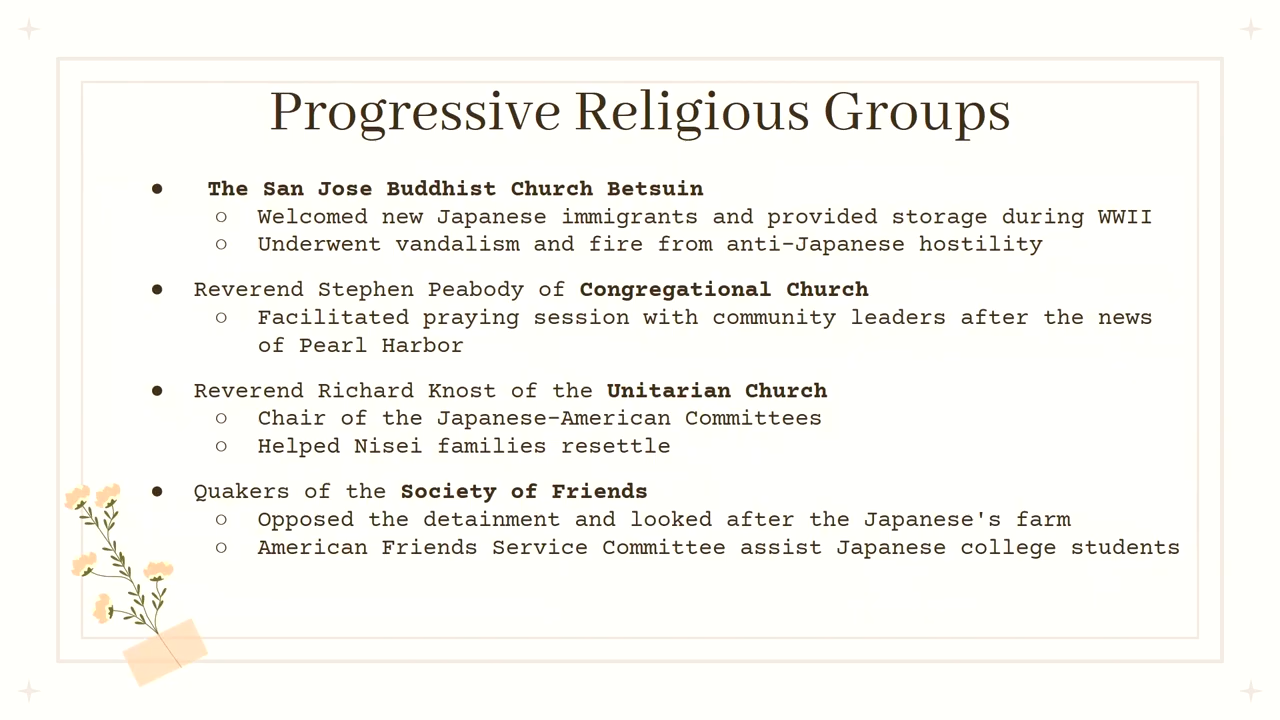 Progressive Religious Groups
● The San Jose Buddhist Church Betsuin
○ Welcomed new Japanese immigrants and provided storage during WWII
○ Underwent vandalism and fire from anti-Japanese hostility
● Reverend Stephen Peabody of Congregational Church
○ Facilitated praying session with community leaders after the news
of Pearl Harbor
● Reverend Richard Knost of the Unitarian Church
○ Chair of the Japanese-American Committees
○ Helped Nisei families resettle
● Quakers of the Society of Friends
○ Opposed the detainment and looked after the Japanese's farm
○ American Friends Service Committee assist Japanese college students